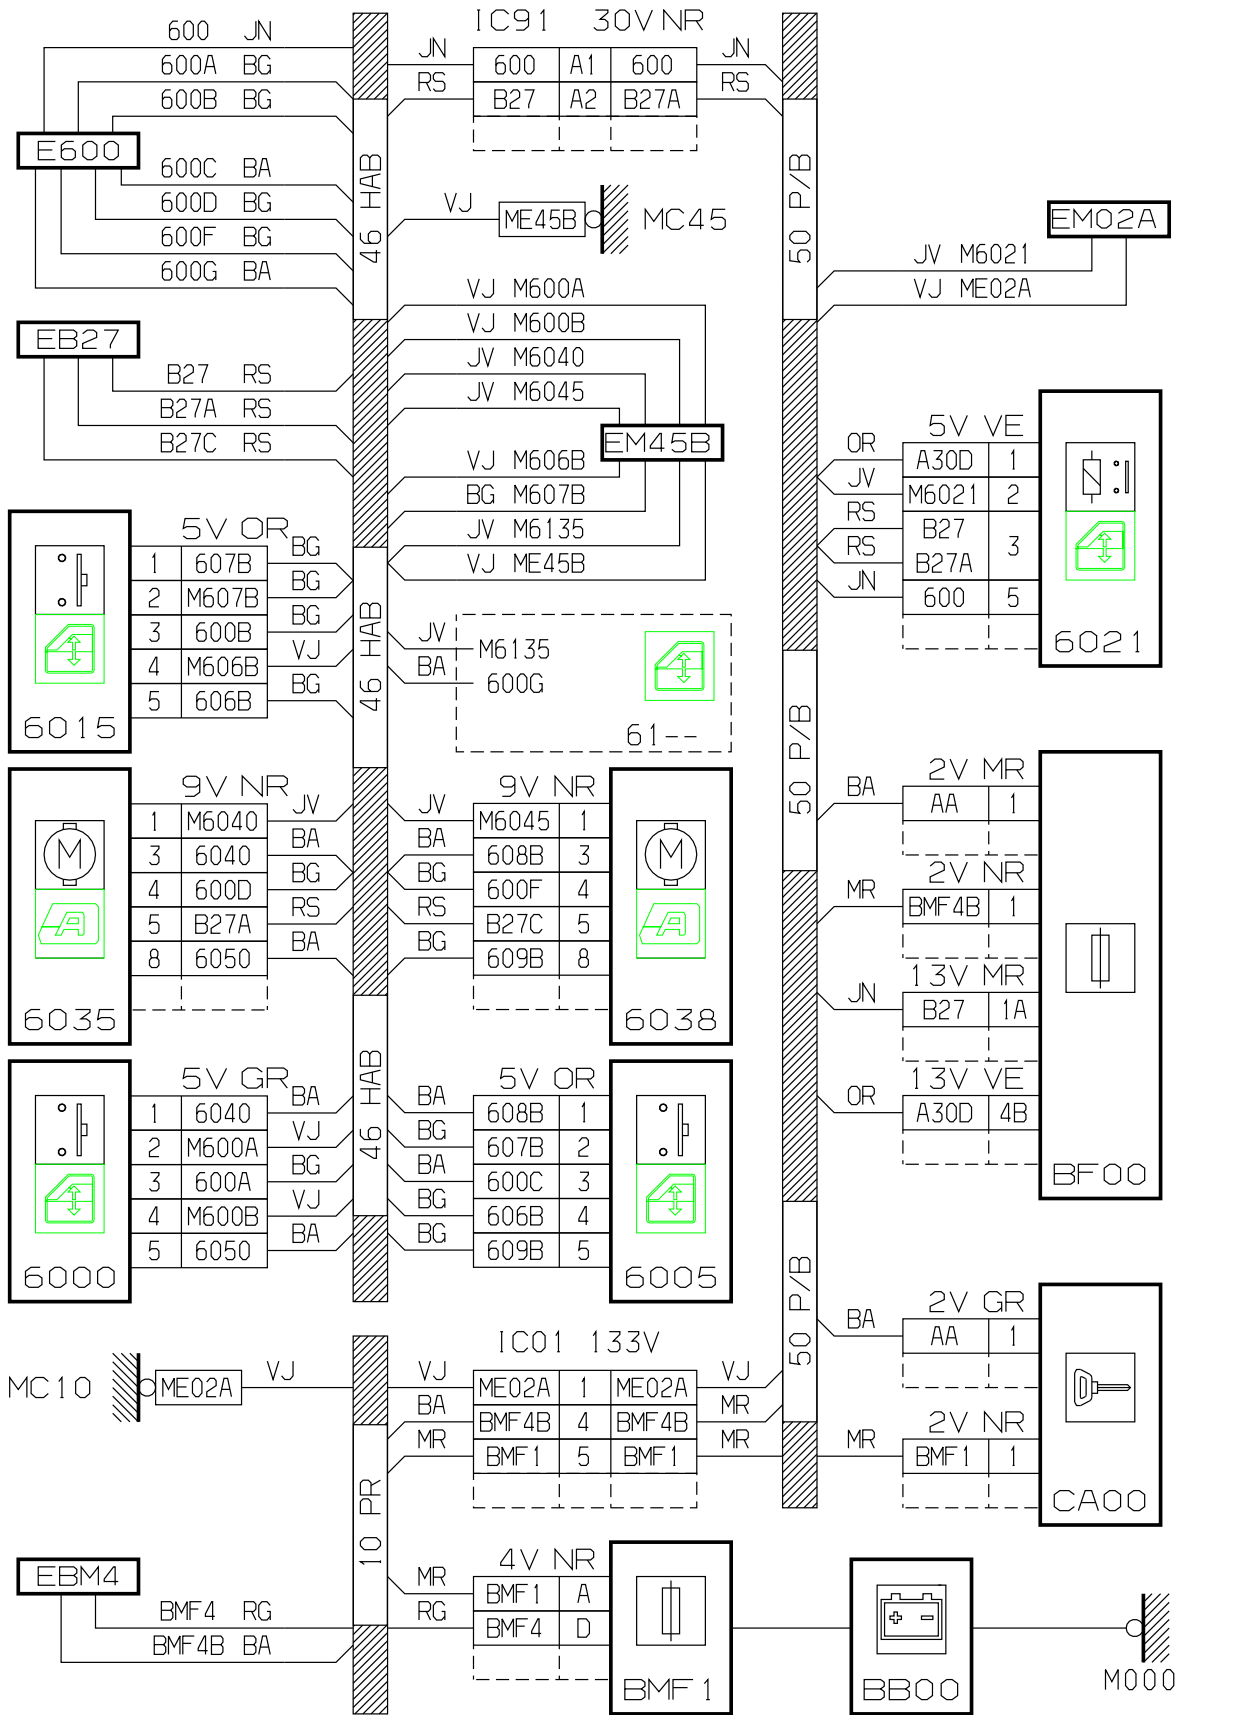 600 JN
600A BG
600B BG
E600
600C BA
600D BG
600F BG
600G BA
EB27
B27 RS
B27A RS
B27C RS
46 HAB
IC91 30V NR
JN 600 A1 600 JN
RS B27 A2 B27A RS
VJ ME45B MC45
VJ M600A
VJ M600B
JV M6040
JV M6045
EM45B
VJ M606B
BG M607B
JV M6135
VJ ME45B
50 P/B
EM02A
JV M6021
VJ ME02A
5V VE
OR A30D 1
JV M6021 2
RS B27
3
RS B27A
JN 600 5
6021
5V OR
1 607B BG
2 M607B BG
3 600B BG
4 M606B VJ
5 606B BG
6015
46 HAB
JV M6135
BA 600G
61--
50 P/B
9V NR
1 M6040 JV
3 6040 BA
4 600D BG
5 B27A RS
8 6050 BA
6035
9V NR
JV M6045 1
BA 608B 3
BG 600F 4
RS B27C 5
BG 609B 8
6038
2V MR
BA AA 1
2V NR
MR BMF4B 1
13V MR
JN B27 1A
13V VE
OR A30D 4B
BF00
5V GR
1 6040 BA
2 M600A VJ
3 600A BG
4 M600B VJ
5 6050 BA
6000
46 HAB
5V OR
BA 608B 1
BG 607B 2
BA 600C 3
BG 606B 4
BG 609B 5
6005
50 P/B
2V GR
BA AA 1
2V NR
MR BMF1 1
CA00
IC01 133V
MC10 ME02A VJ
VJ ME02A 1 ME02A VJ
BA BMF4B 4 BMF4B MR
MR BMF1 5 BMF1 MR
10 PR
EBM4
BMF4 RG
BMF4B BA
4V NR
MR BMF1 A
RG BMF4 D
BMF1
BB00
M000